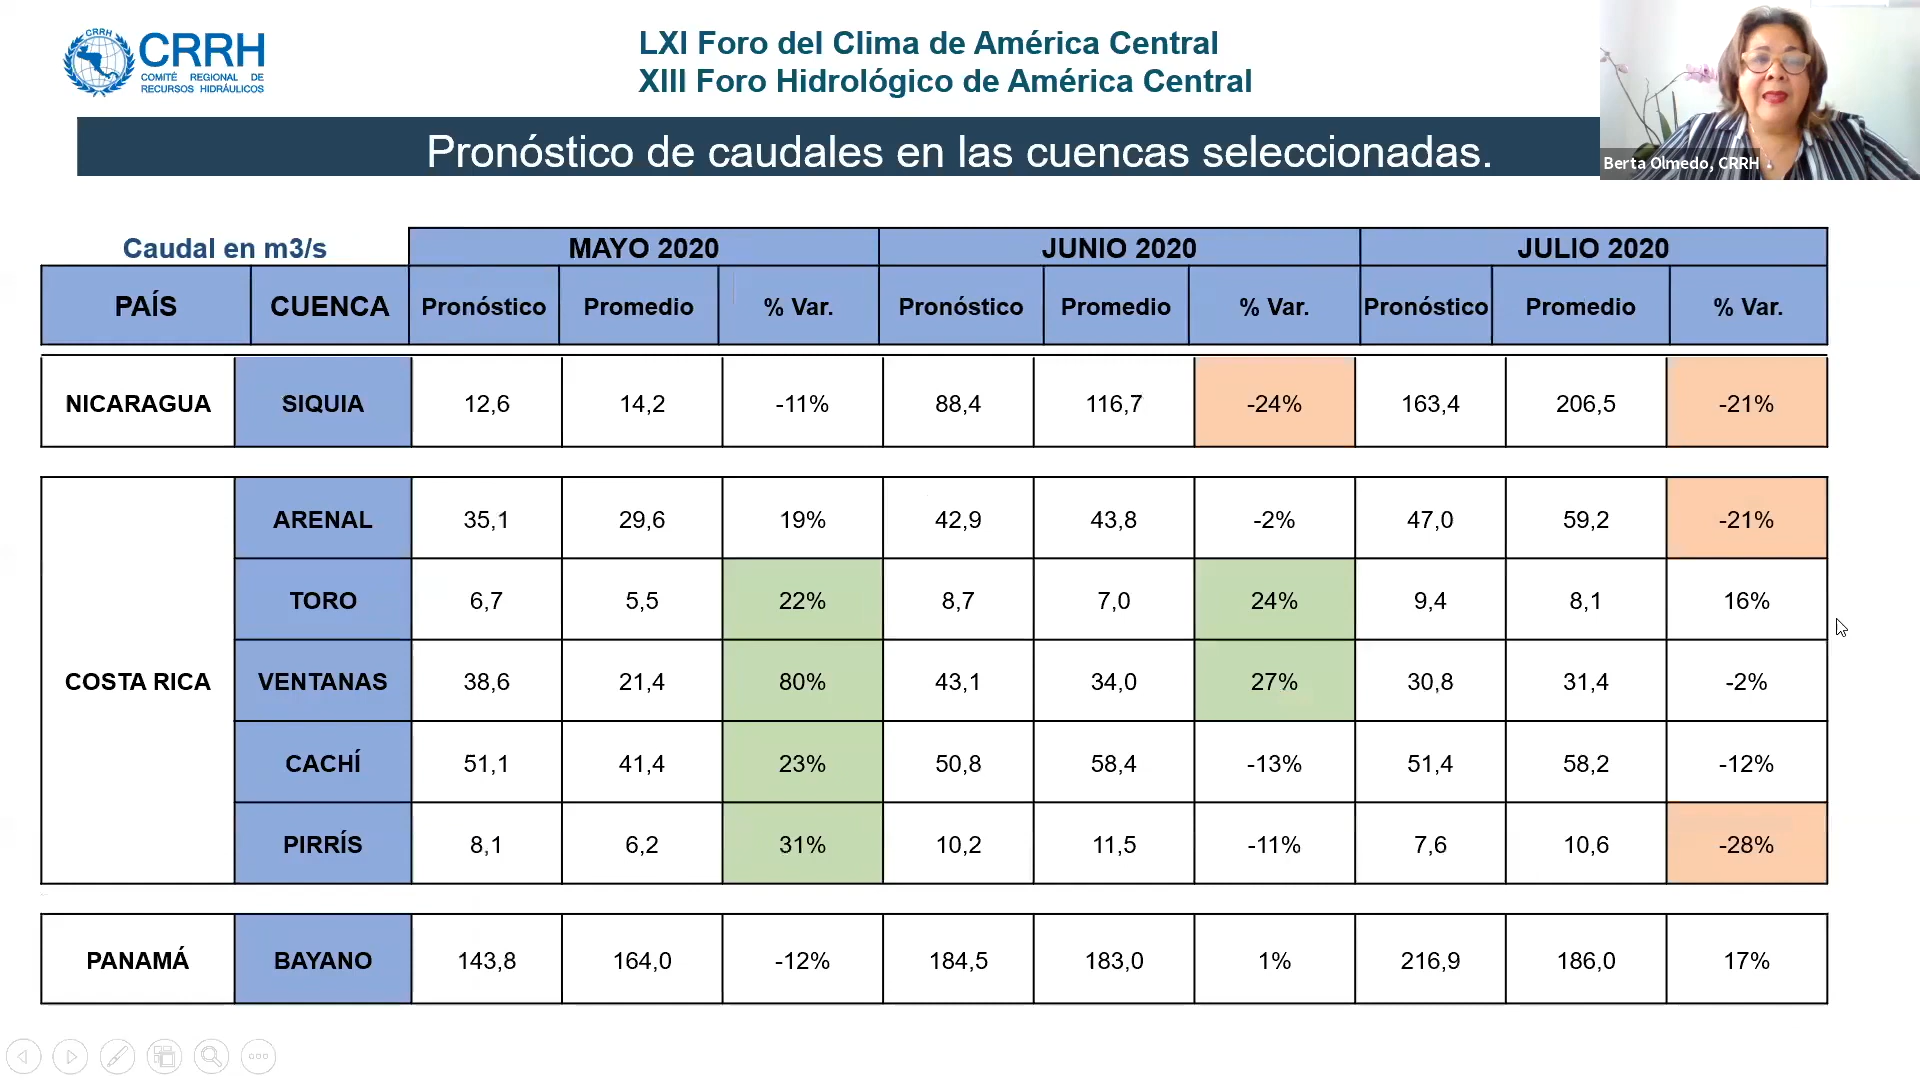 CRRH
CRRH
COMITÉ REGIONAL DE
RECURSOS HIDRÁULICOS
LXI Foro del Clima de América Central
XIII Foro Hidrológico de América Central
Berta Olmedo, CRRH
Pronóstico de caudales en las cuencas seleccionadas.
Caudal en m3/s MAYO 2020 JUNIO 2020 JULIO 2020
PAÍS CUENCA Pronóstico Promedio % Var. Pronóstico Promedio % Var. Pronóstico Promedio % Var.
NICARAGUA SIQUIA 12,6 14,2 -11% 88,4 116,7 -24% 163,4 206,5 -21%
ARENAL 35,1 29,6 19% 42,9 43,8 -2% 47,0 59,2 -21%
TORO 6,7 5,5 22% 8,7 7,0 24% 9,4 8,1 16%
COSTA RICA VENTANAS 38,6 21,4 80% 43,1 34,0 27% 30,8 31,4 -2%
CACHÍ 51,1 41,4 23% 50,8 58,4 -13% 51,4 58,2 -12%
PIRRÍS 8,1 6,2 31% 10,2 11,5 -11% 7,6 10,6 -28%
PANAMÁ BAYANO 143,8 164,0 -12% 184,5 183,0 1% 216,9 186,0 17%